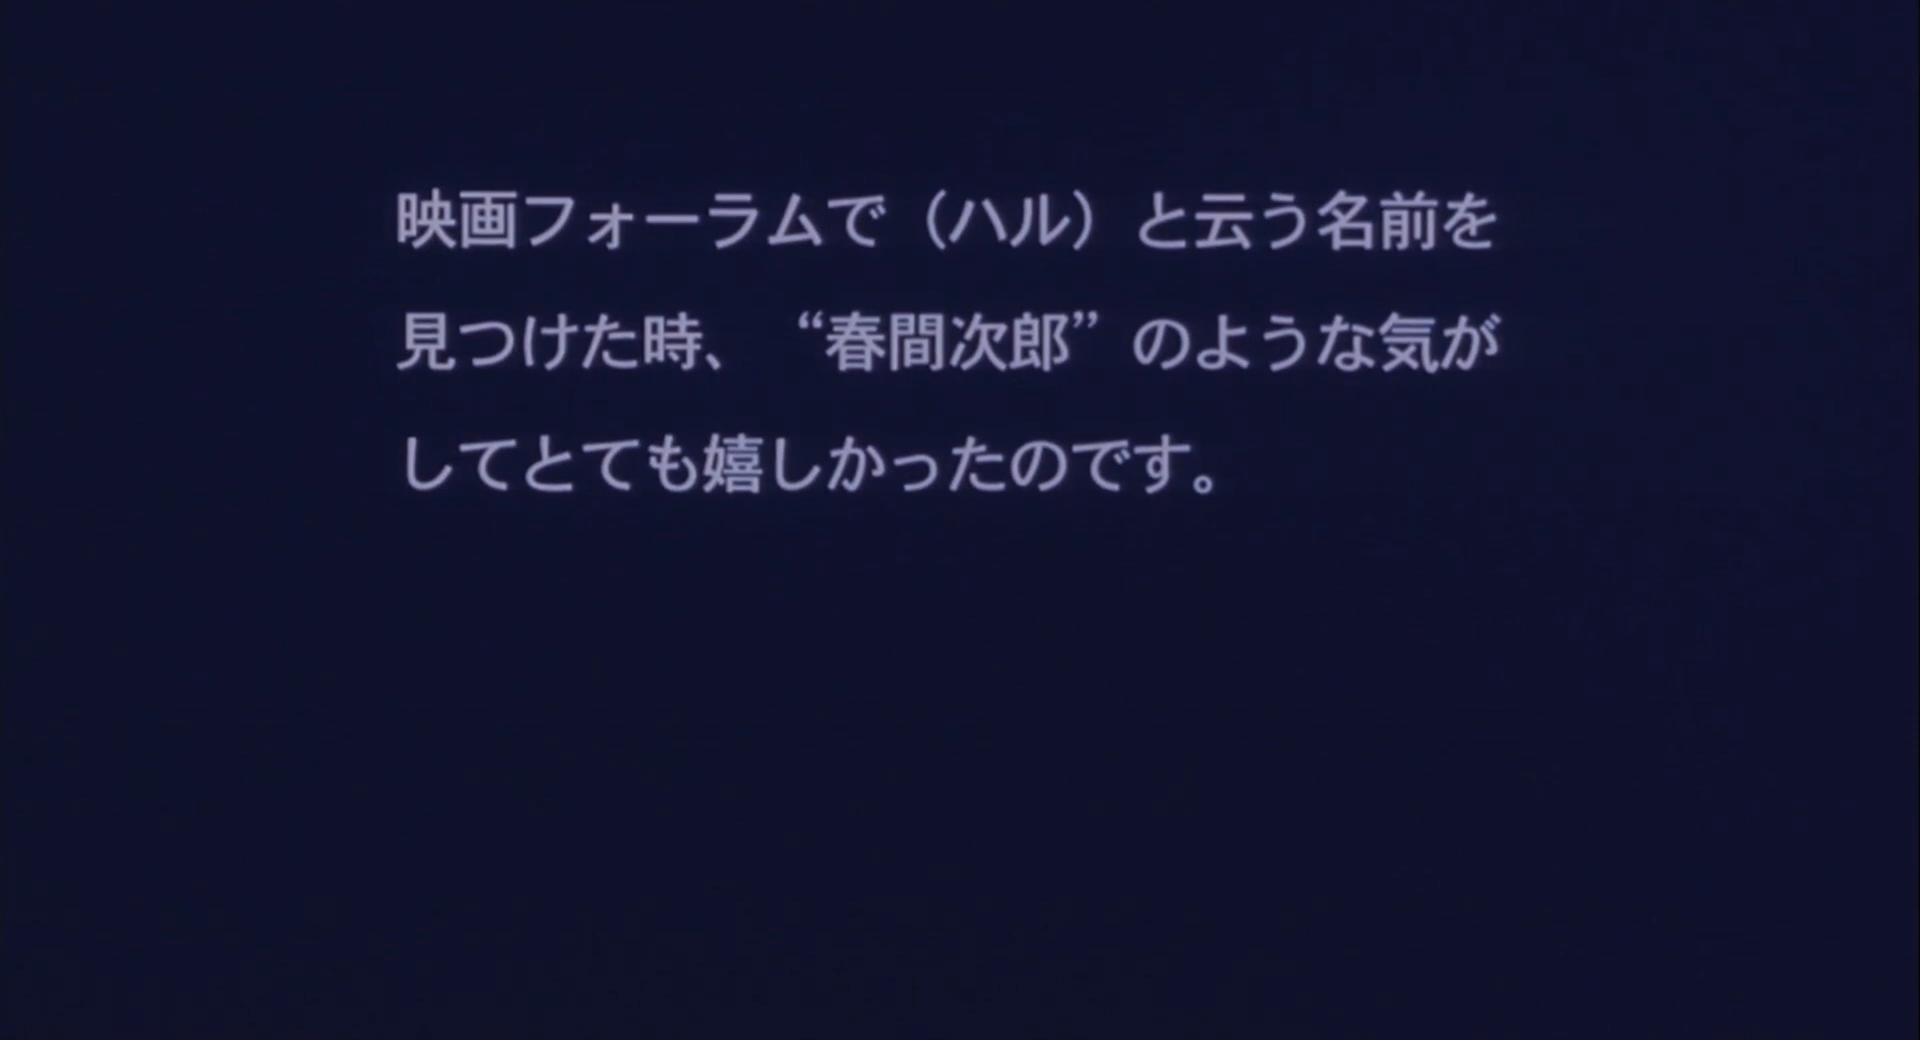 映画フォーラムで（ハル）と云う名前を
見つけた時、“春間次郎”のような気が
してとても嬉しかったのです。